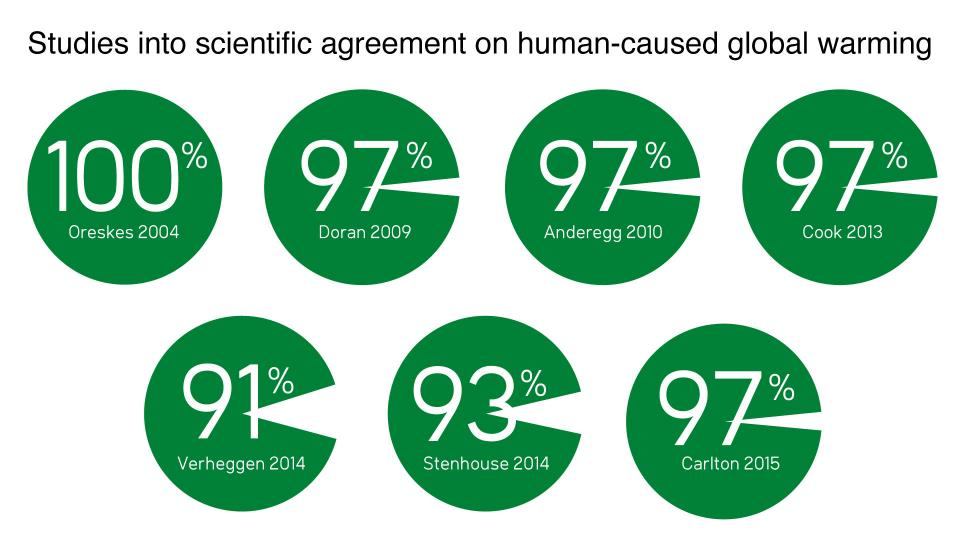 Studies into scientific agreement on human-caused global warming
100%
Oreskes 2004
97%
Doran 2009
97%
Anderegg 2010
97%
Cook 2013
91%
Verheggen 2014
93%
Stenhouse 2014
97%
Carlton 2015